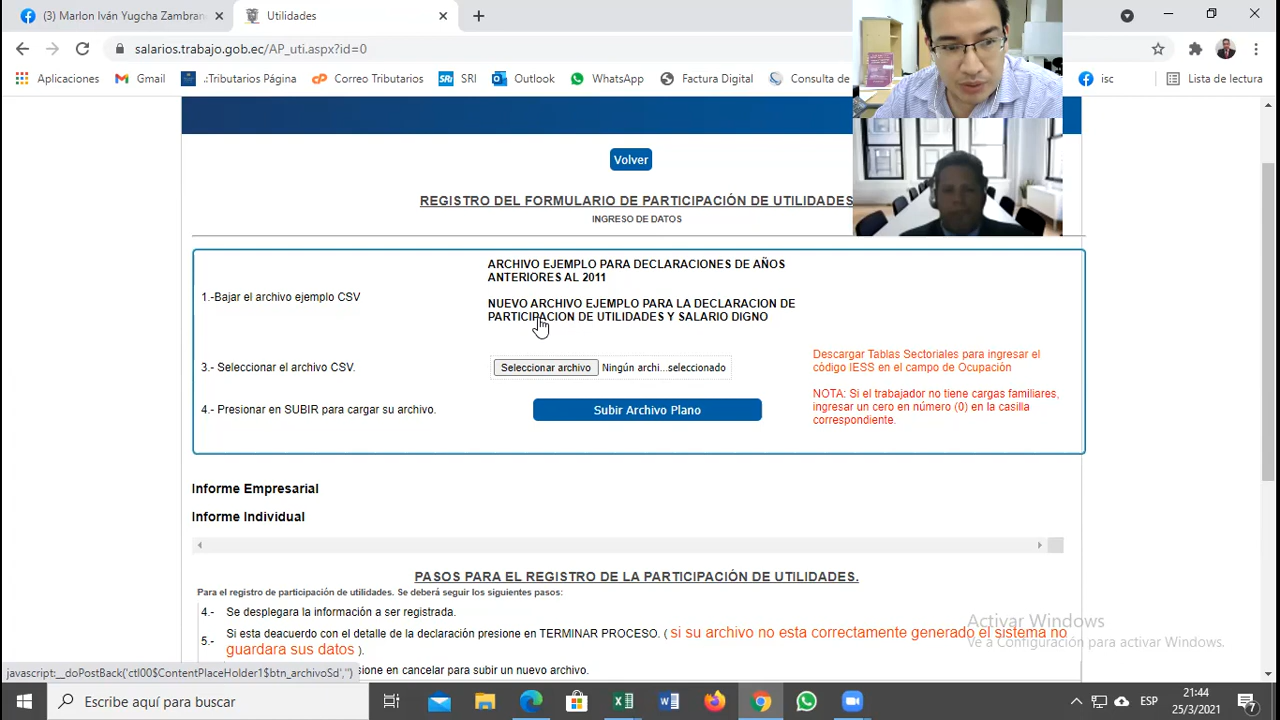 (3) Marlon Iván Yugcha Zambran
Utilidades
salarios.trabajo.gob.ec/AP_uti.aspx?id=0
Aplicaciones
Gmail
.:Tributarios Página
Correo Tributarios
SRI
Outlook
WhatsApp
Factura Digital
Consulta de
isc
Lista de lectura
Volver
REGISTRO DEL FORMULARIO DE PARTICIPACIÓN DE UTILIDADES
INGRESO DE DATOS
1.-Bajar el archivo ejemplo CSV
ARCHIVO EJEMPLO PARA DECLARACIONES DE AÑOS
ANTERIORES AL 2011
NUEVO ARCHIVO EJEMPLO PARA LA DECLARACION DE
PARTICIPACION DE UTILIDADES Y SALARIO DIGNO
3.- Seleccionar el archivo CSV.
Seleccionar archivo Ningún archi...seleccionado
Descargar Tablas Sectoriales para ingresar el
código IESS en el campo de Ocupación
NOTA: Si el trabajador no tiene cargas familiares,
ingresar un cero en número (0) en la casilla
correspondiente.
4.- Presionar en SUBIR para cargar su archivo.
Subir Archivo Plano
Informe Empresarial
Informe Individual
PASOS PARA EL REGISTRO DE LA PARTICIPACIÓN DE UTILIDADES.
Para el registro de participación de utilidades. Se deberá seguir los siguientes pasos:
4.- Se desplegara la información a ser registrada.
5.- Si esta deacuerdo con el detalle de la declaración presione en TERMINAR PROCESO. ( si su archivo no esta correctamente generado el sistema no
guardara sus datos ).
sione en cancelar para subir un nuevo archivo.
Activar Windows
Ve a Configuración para activar Windows.
javascript:__doPostBack('ctl00$ContentPlaceHolder1$btn_archivoSd','')
Escribe aquí para buscar
ESP
21:44
25/3/2021
7